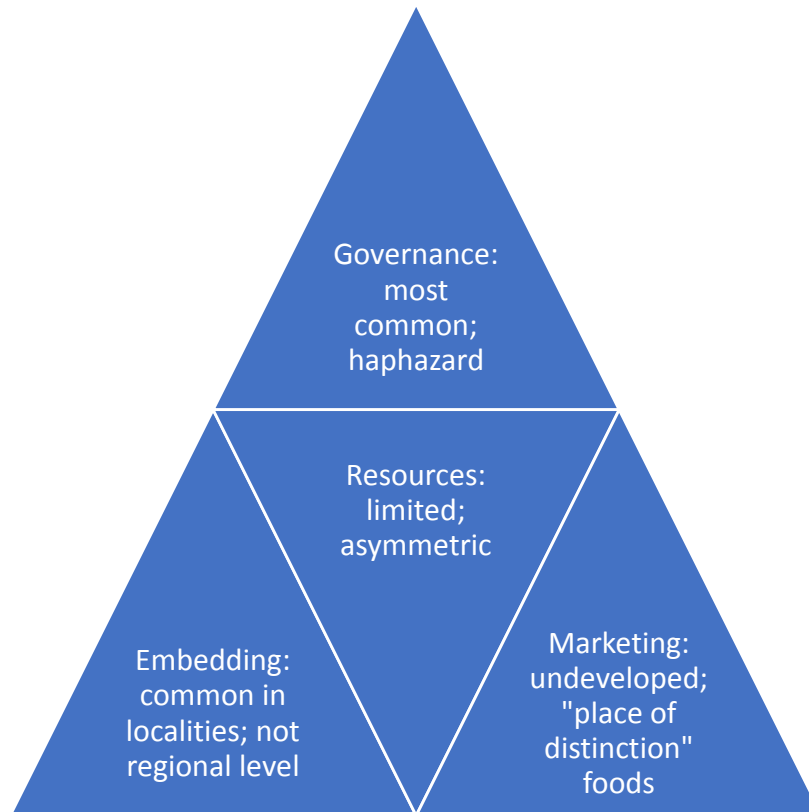 Governance:
most
common;
haphazard
Resources:
limited;
asymmetric
Embedding:
common in
localities; not
regional level
Marketing:
undeveloped;
"place of
distinction"
foods